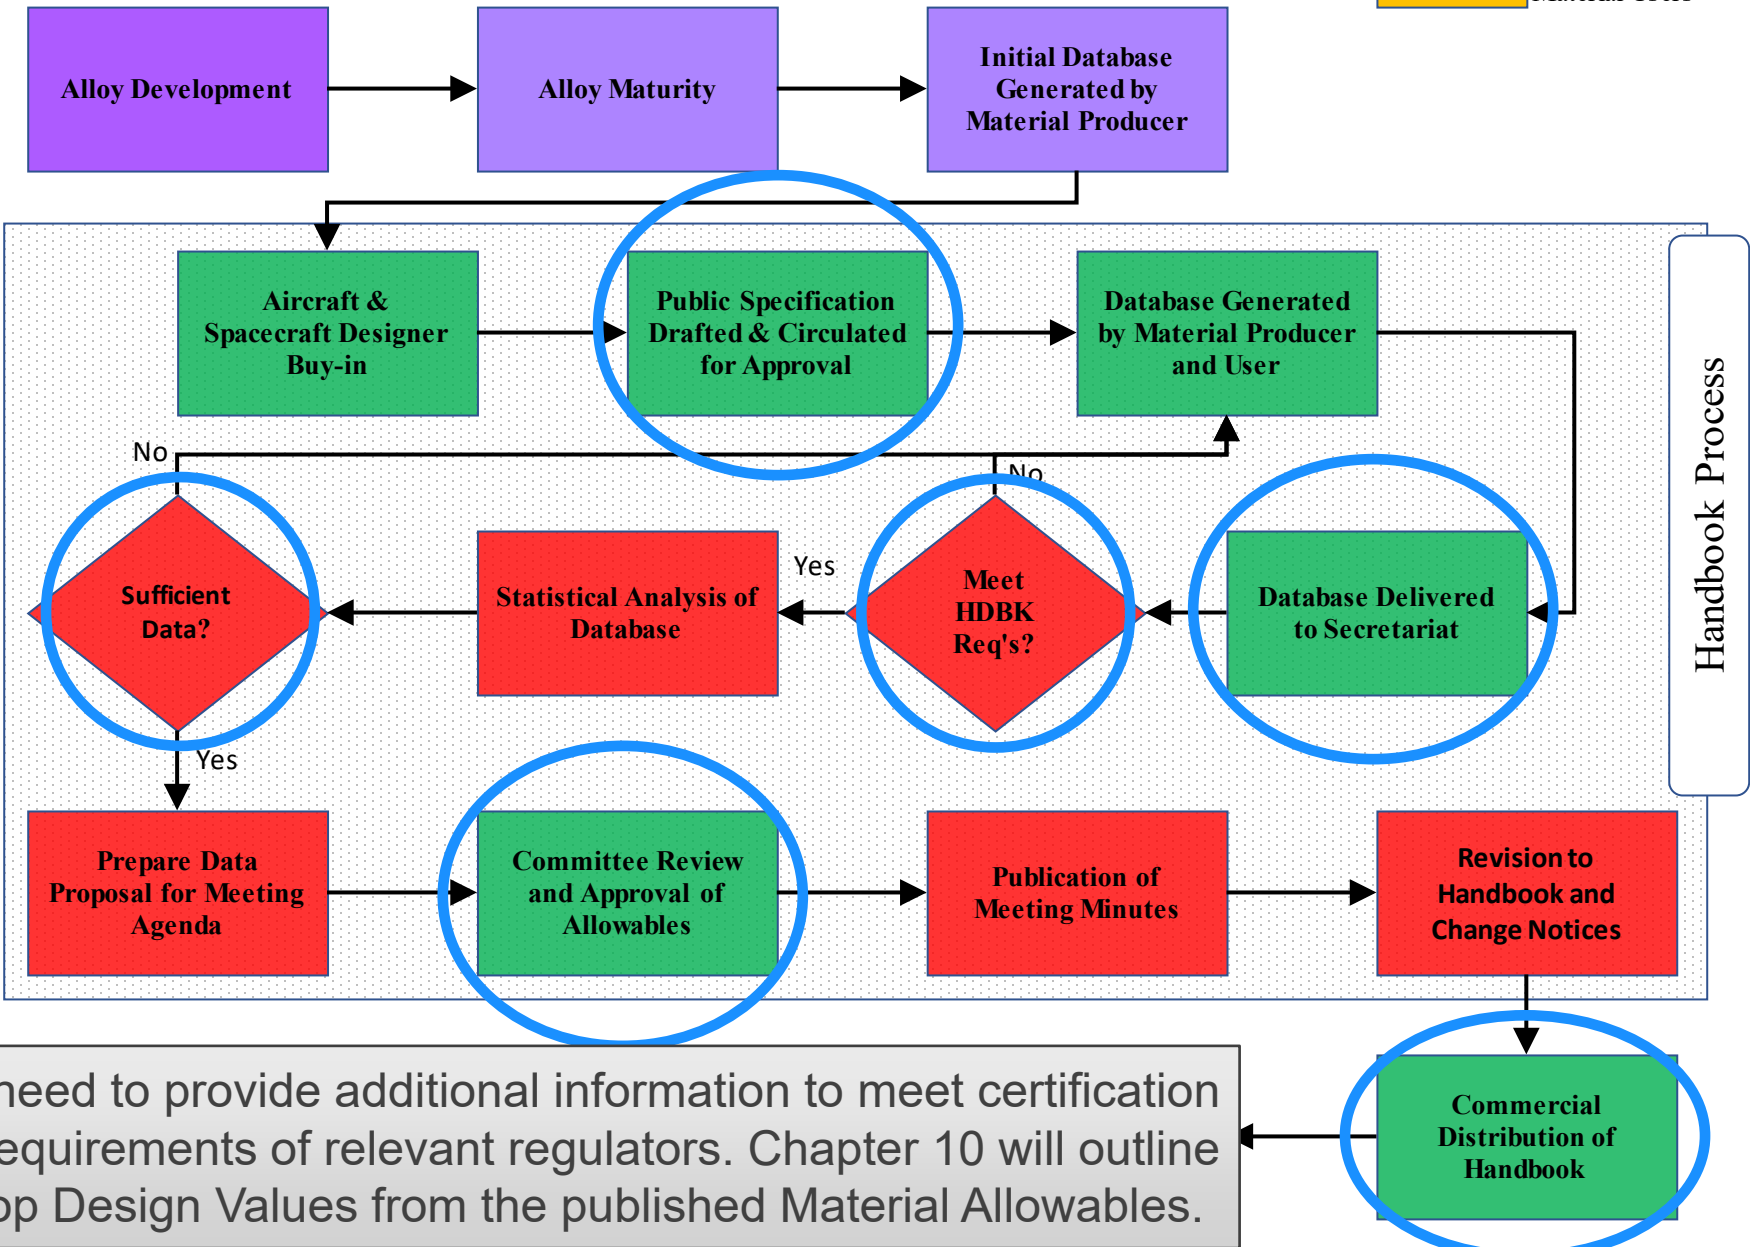 Alloy Development
Alloy Maturity
Initial Database
Generated by
Material Producer
Aircraft &
Spacecraft Designer
Buy-in
Public Specification
Drafted & Circulated
for Approval
Database Generated
by Material Producer
and User
Handbook Process
No
No
Sufficient
Data?
Statistical Analysis of
Database
Yes
Meet
HDBK
Req's?
Database Delivered
to Secretariat
Yes
Prepare Data
Proposal for Meeting
Agenda
Committee Review
and Approval of
Allowables
Publication of
Meeting Minutes
Revision to
Handbook and
Change Notices
need to provide additional information to meet certification
equirements of relevant regulators. Chapter 10 will outline
op Design Values from the published Material Allowables.
Commercial
Distribution of
Handbook